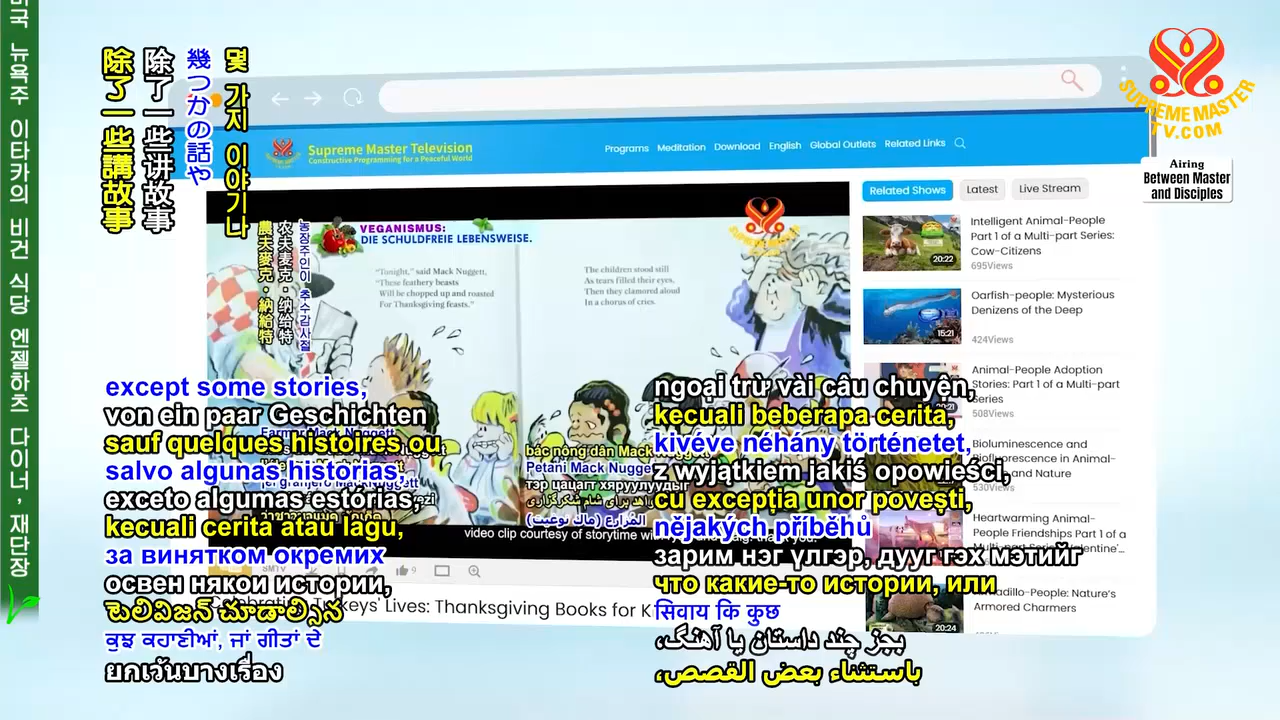 미국 뉴욕주 이타카의 비건 식당 엔젤하츠 다이너, 재단장
除了一些講故事
除了一些讲故事
幾つかの話や
몇 가지 이야기나
SUPREME MASTER
TV.COM
Airing
Between Master
and Disciples
Supreme Master Television
Constructive Programming for a Peaceful World
Programs
Meditation
Download
English
Global Outlets
Related Links
Related Shows
Latest
Live Stream
VEGANISMUS:
DIE SCHULDFREIE LEBENSWEISE.
農夫麥克・納給特
农夫麦克・纳给特
농장주인이 추수감사절
“Tonight,” said Mack Nuggett,
“These feathery beasts
Will be chopped up and roasted
For Thanksgiving feasts.”
The children stood still
As tears filled their eyes,
Then they clamored aloud
In a chorus of cries.
Intelligent Animal-People
Part 1 of a Multi-part Series:
Cow-Citizens
695Views
20:22
Oarfish-people: Mysterious
Denizens of the Deep
424Views
15:21
Animal-People Adoption
Stories: Part 1 of a Multi-part
Series
508Views
Bioluminescence and
530Views
Heartwarming Animal-
People Friendships Part 1 of a
Armored Charmers
20:24
except some stories,
von ein paar Geschichten
sauf quelques histoires ou
salvo algunas historias,
exceto algumas estórias,
kecuali cerita atau lagu,
за винятком окремих
освен някои истории,
టెలివిజన్ చూడాల్సిన
ਕੁਝ ਕਹਾਣੀਆਂ, ਜਾਂ ਗੀਤਾਂ ਦੇ
ยกเว้นบางเรื่อง
ngoại trừ vài câu chuyện,
kecuali beberapa cerita,
kivéve néhány történetet,
z wyjątkiem jakiś opowieści,
cu excepția unor povești,
nějakých příběhů
зарим нэг үлгэр, дууг гэх мэтийг
что какие-то истории, или
सिवाय कि कुछ
بجز چند داستان یا آهنگ،
باستثناء بعض القصص،
bác nông dân Mack
Petani Mack Nugge
тэр цацагт хяруулуудыг
video clip courtesy of storytime wi
SMTV
9
Turkeys' Lives: Thanksgiving Books for K